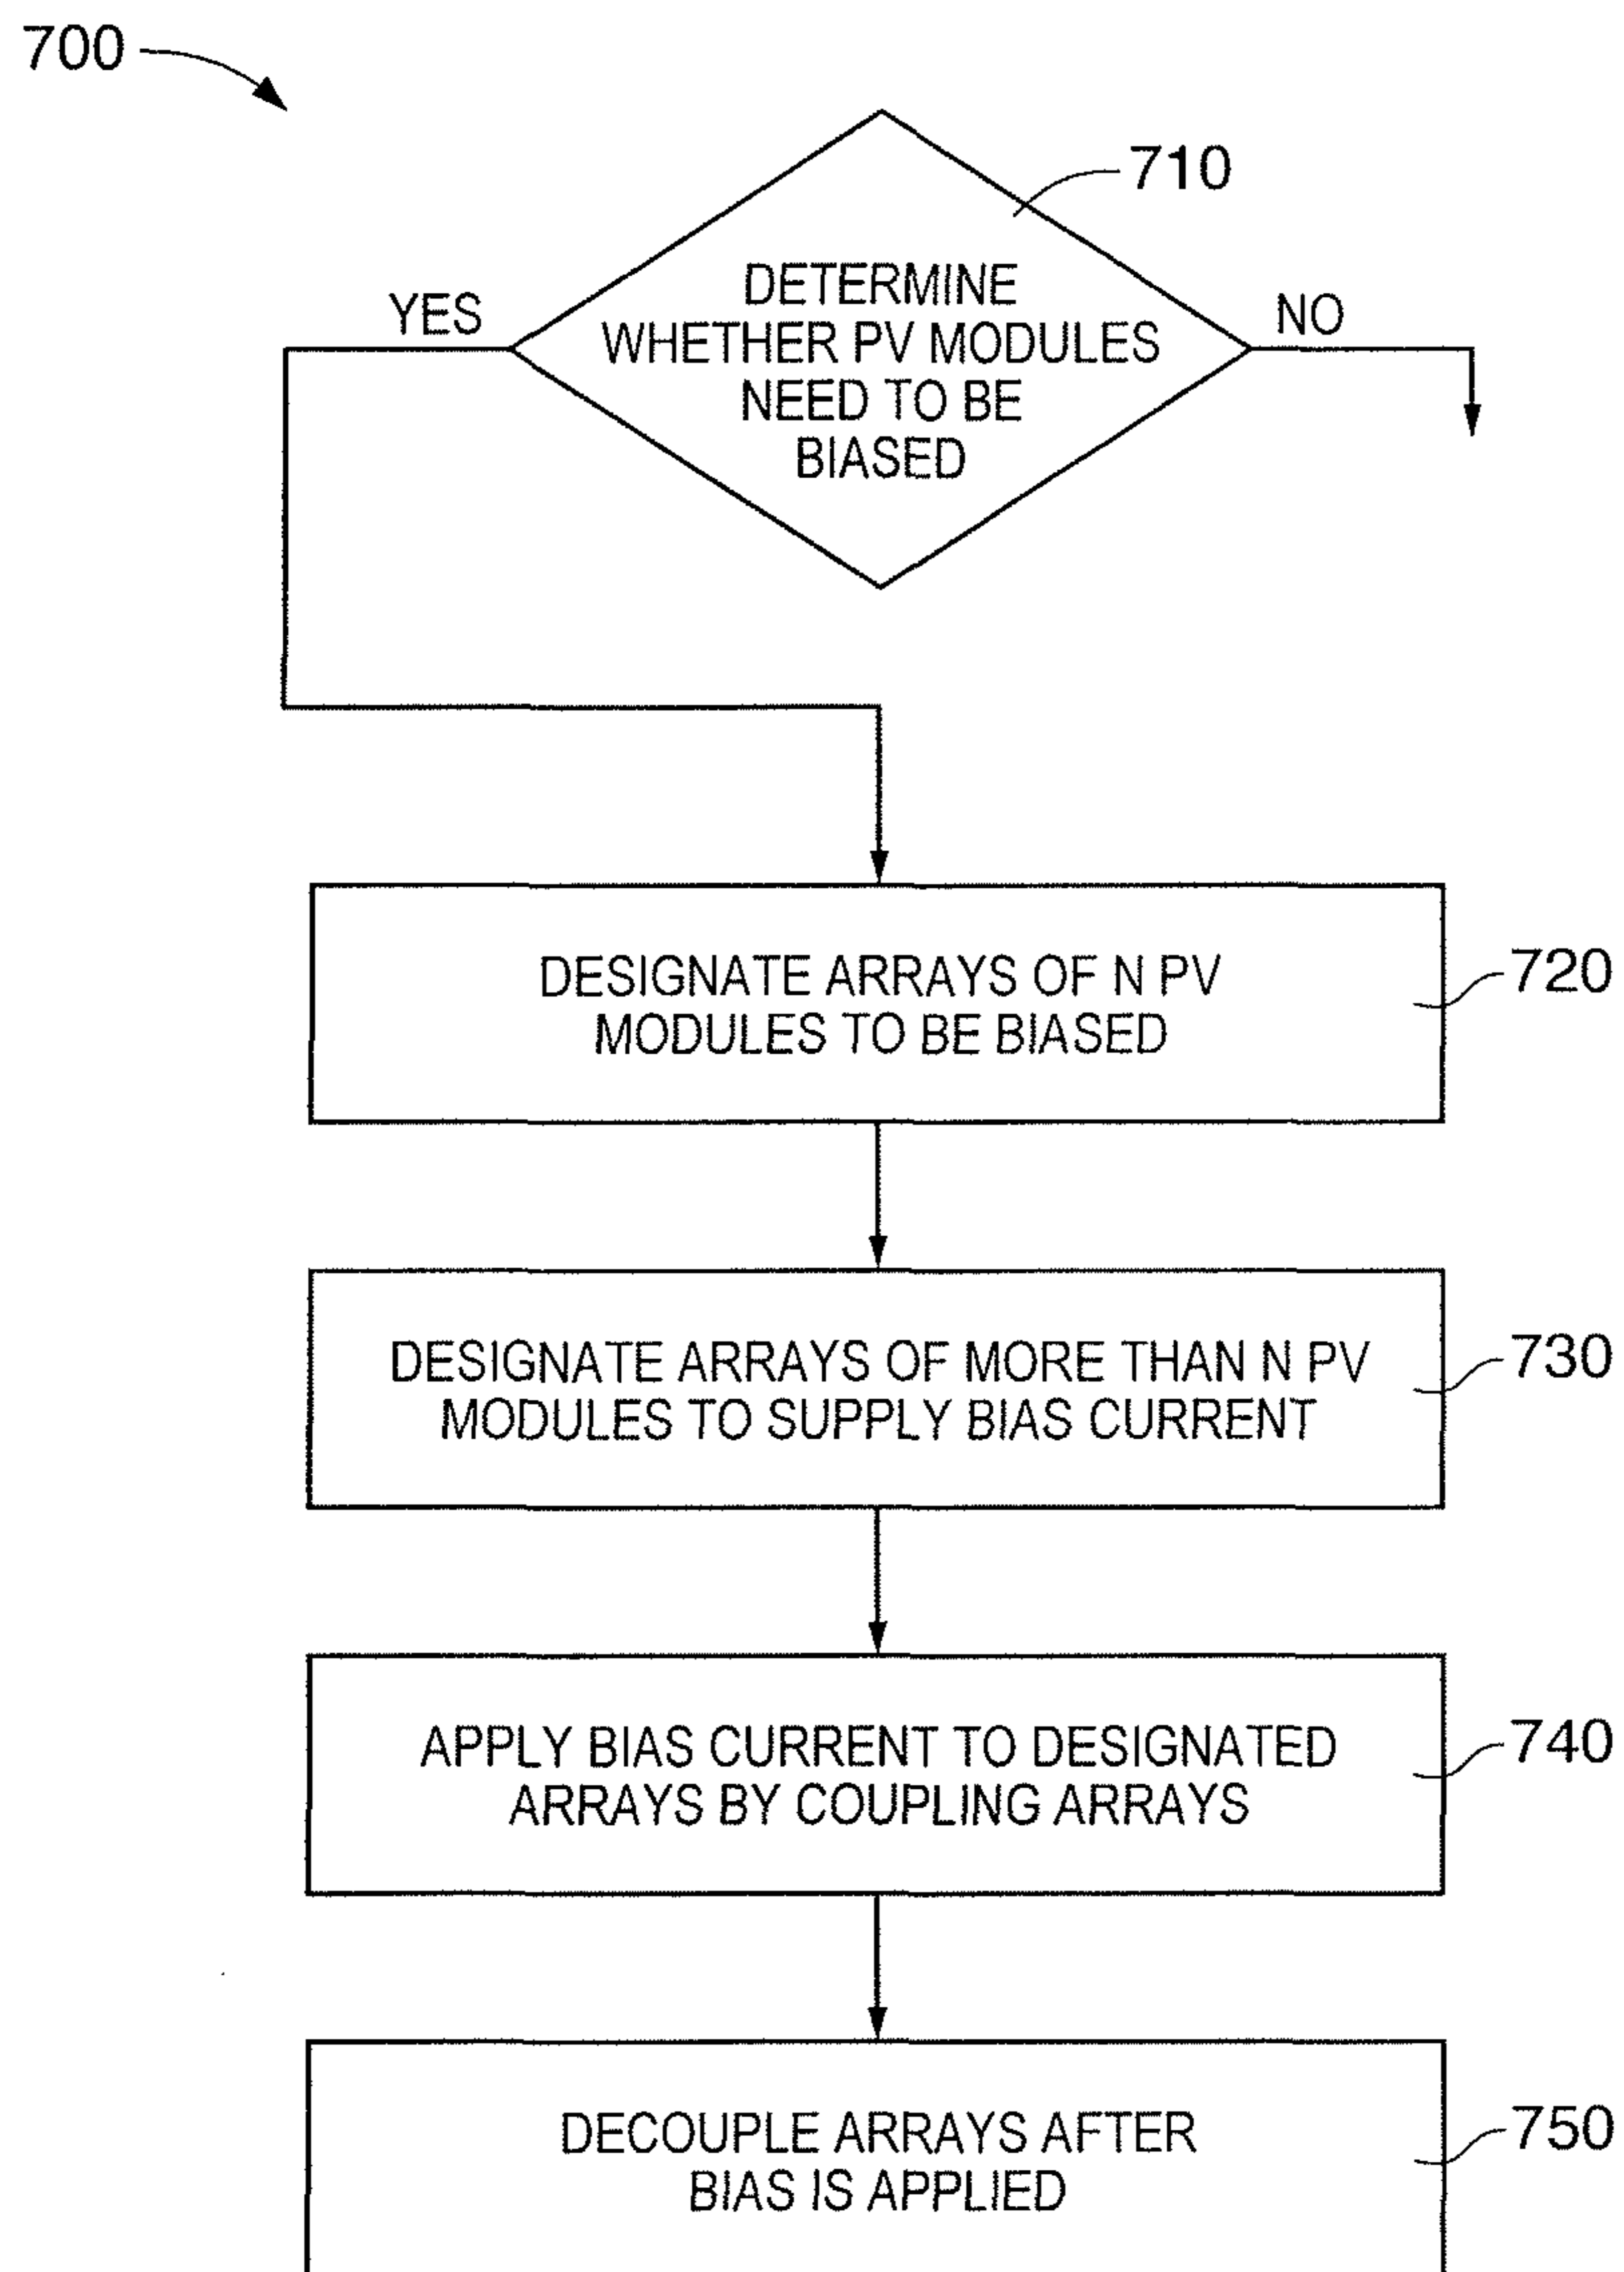 700
710
DETERMINE
WHETHER PV MODULES
NEED TO BE
BIASED
YES
NO
DESIGNATE ARRAYS OF N PV
MODULES TO BE BIASED
720
DESIGNATE ARRAYS OF MORE THAN N PV
MODULES TO SUPPLY BIAS CURRENT
730
APPLY BIAS CURRENT TO DESIGNATED
ARRAYS BY COUPLING ARRAYS
740
DECOUPLE ARRAYS AFTER
BIAS IS APPLIED
750